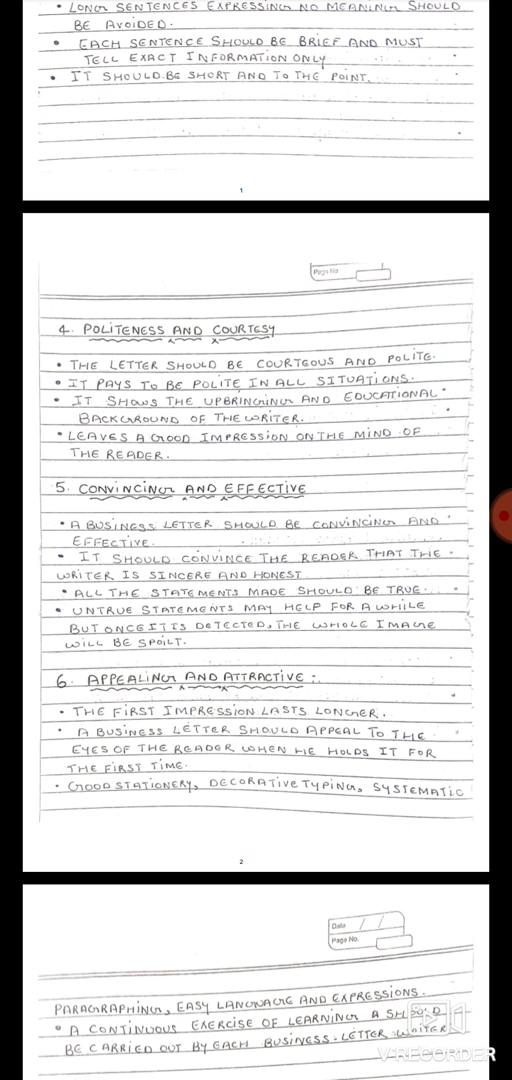 • LONG SENTENCES EXPRESSING NO MEANING SHOULD
BE AVOIDED.
• EACH SENTENCE SHOULD BE BRIEF AND MUST
TELL EXACT INFORMATION ONLY
• IT SHOULD BE SHORT AND TO THE POINT.
1
Page No
4. POLITENESS AND COURTESY
• THE LETTER SHOULD BE COURTEOUS AND POLITE.
• IT PAYS TO BE POLITE IN ALL SITUATIONS.
• IT SHOWS THE UPBRINGING AND EDUCATIONAL
BACKGROUND OF THE WRITER.
• LEAVES A GOOD IMPRESSION ON THE MIND OF
THE READER.
5. CONVINCING AND EFFECTIVE
• A BUSINESS LETTER SHOULD BE CONVINCING AND
EFFECTIVE.
• IT SHOULD CONVINCE THE READER THAT THE
WRITER IS SINCERE AND HONEST
• ALL THE STATEMENTS MADE SHOULD BE TRUE.
• UNTRUE STATEMENTS MAY HELP FOR A WHILE
BUT ONCE IT IS DETECTED, THE WHOLE IMAGE
WILL BE SPOILT.
6. APPEALING AND ATTRACTIVE :
• THE FIRST IMPRESSION LASTS LONGER.
• A BUSINESS LETTER SHOULD APPEAL TO THE
EYES OF THE READER WHEN HE HOLDS IT FOR
THE FIRST TIME.
• GOOD STATIONERY, DECORATIVE TYPING, SYSTEMATIC
2
Date / /
Page No.
PARAGRAPHING, EASY LANGUAGE AND EXPRESSIONS.
• A CONTINUOUS EXERCISE OF LEARNING
BE CARRIED OUT BY EACH BUSINESS LETTER WRITER
V RECORDER